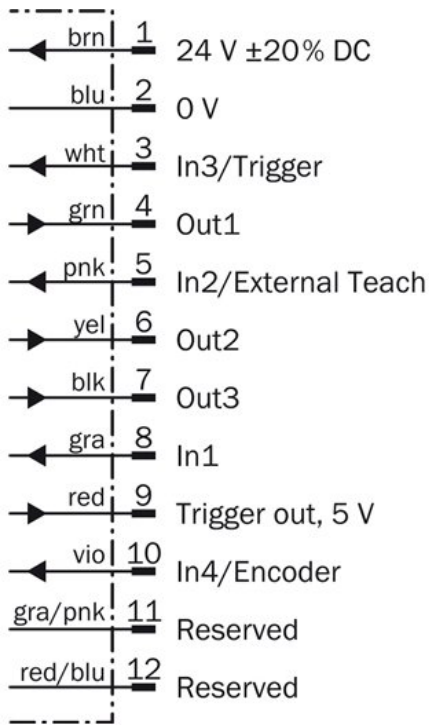 brn 1 24 V ±20% DC
blu 2 0 V
wht 3 In3/Trigger
grn 4 Out1
pnk 5 In2/External Teach
yel 6 Out2
blk 7 Out3
gra 8 In1
red 9 Trigger out, 5 V
vio 10 In4/Encoder
gra/pnk 11 Reserved
red/blu 12 Reserved